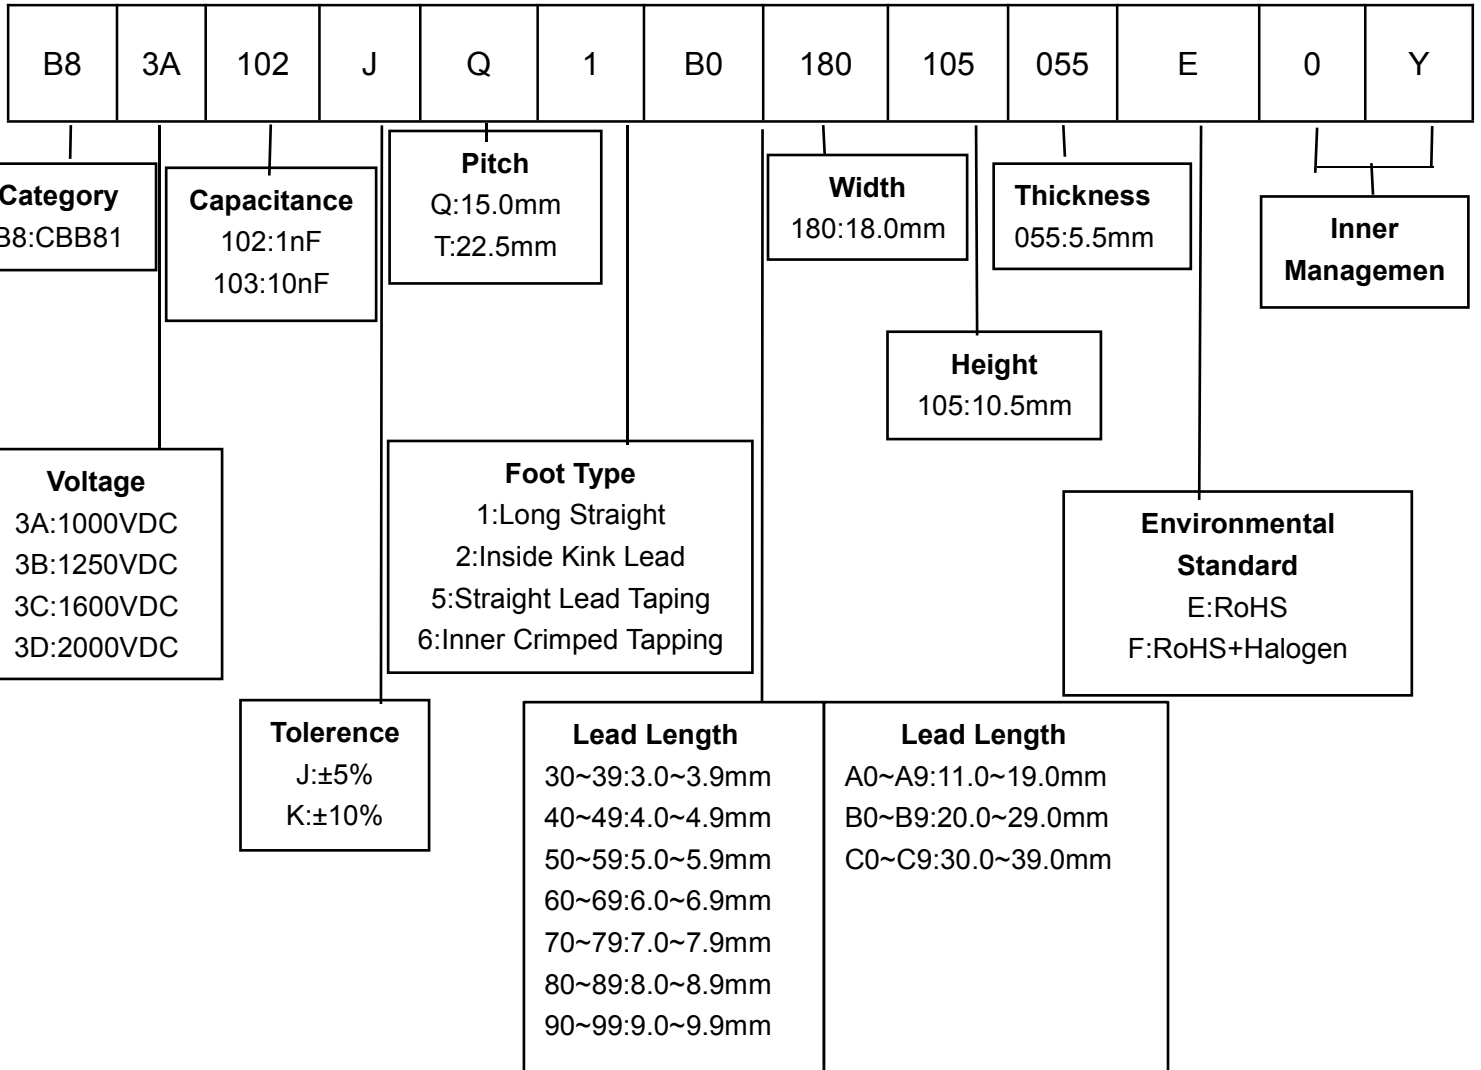 B8 3A 102 J Q 1 B0 180 105 055 E 0 Y
Category
B8:CBB81
Capacitance
102:1nF
103:10nF
Pitch
Q:15.0mm
T:22.5mm
Width
180:18.0mm
Thickness
055:5.5mm
Inner
Managemen
Height
105:10.5mm
Voltage
3A:1000VDC
3B:1250VDC
3C:1600VDC
3D:2000VDC
Foot Type
1:Long Straight
2:Inside Kink Lead
5:Straight Lead Taping
6:Inner Crimped Tapping
Environmental
Standard
E:RoHS
F:RoHS+Halogen
Tolerence
J:±5%
K:±10%
Lead Length
30~39:3.0~3.9mm
40~49:4.0~4.9mm
50~59:5.0~5.9mm
60~69:6.0~6.9mm
70~79:7.0~7.9mm
80~89:8.0~8.9mm
90~99:9.0~9.9mm
Lead Length
A0~A9:11.0~19.0mm
B0~B9:20.0~29.0mm
C0~C9:30.0~39.0mm